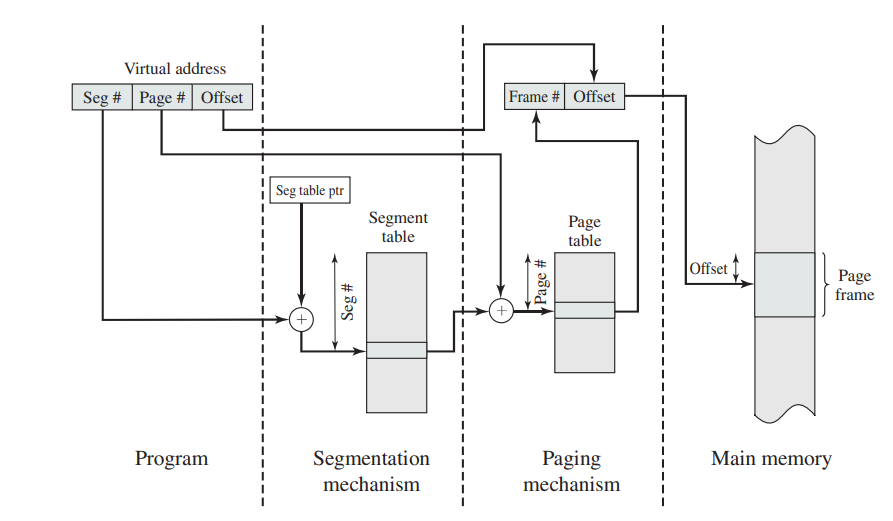 Virtual address
Seg # Page # Offset
Frame # Offset
Seg table ptr
Segment
table
Page
table
Seg #
Page #
+
+
Offset
Page
frame
Program
Segmentation
mechanism
Paging
mechanism
Main memory